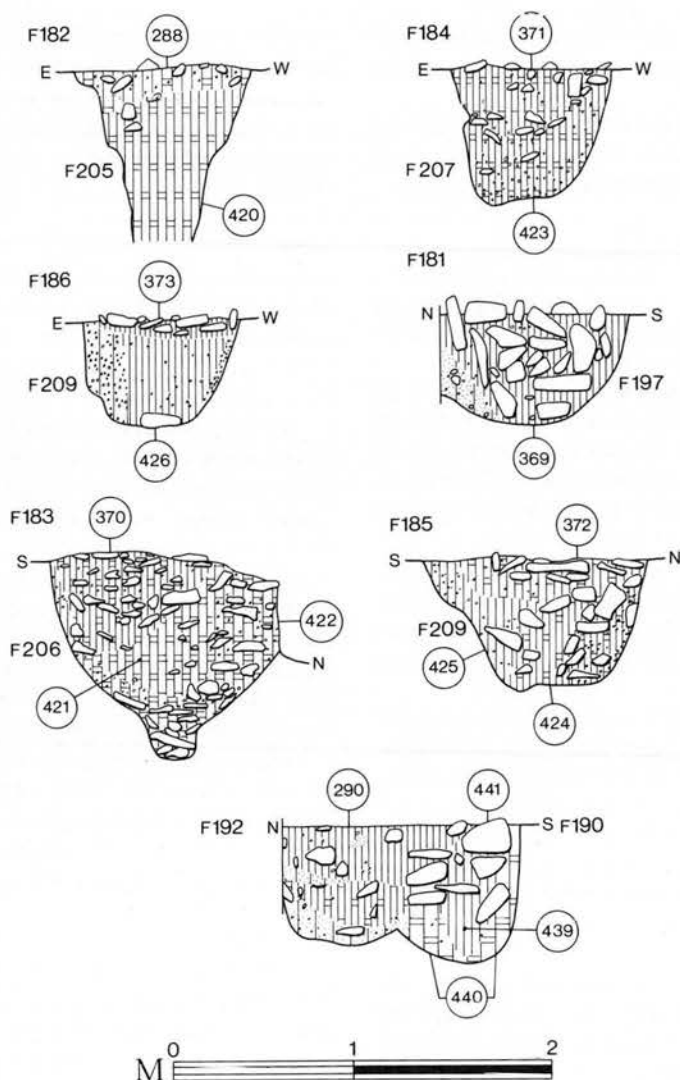 F182 288
E W
F205
420
F184 371
E W
F207
423
F186 373
E W
F209
426
F181
N S
F197
369
F183 370
S
422
F206
N
421
F185 372
S N
F209
425
424
F192 290 441 F190
N S
439
440
M 0 1 2